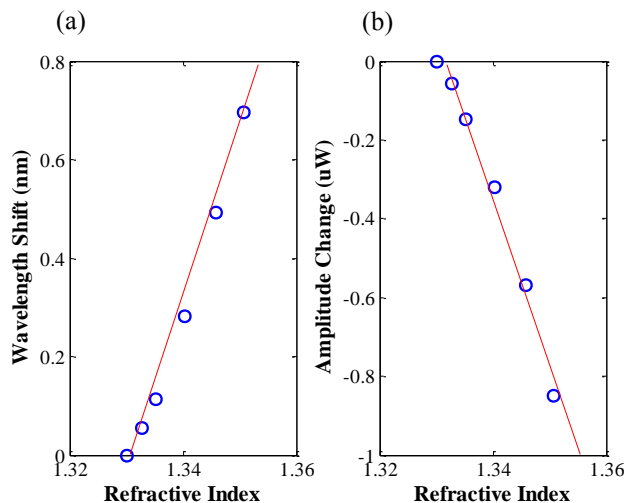 (a)
(b)
0.8
0.6
0.4
0.2
0
1.32
1.34
1.36
Wavelength Shift (nm)
Refractive Index
0
-0.2
-0.4
-0.6
-0.8
-1
1.32
1.34
1.36
Amplitude Change (uW)
Refractive Index